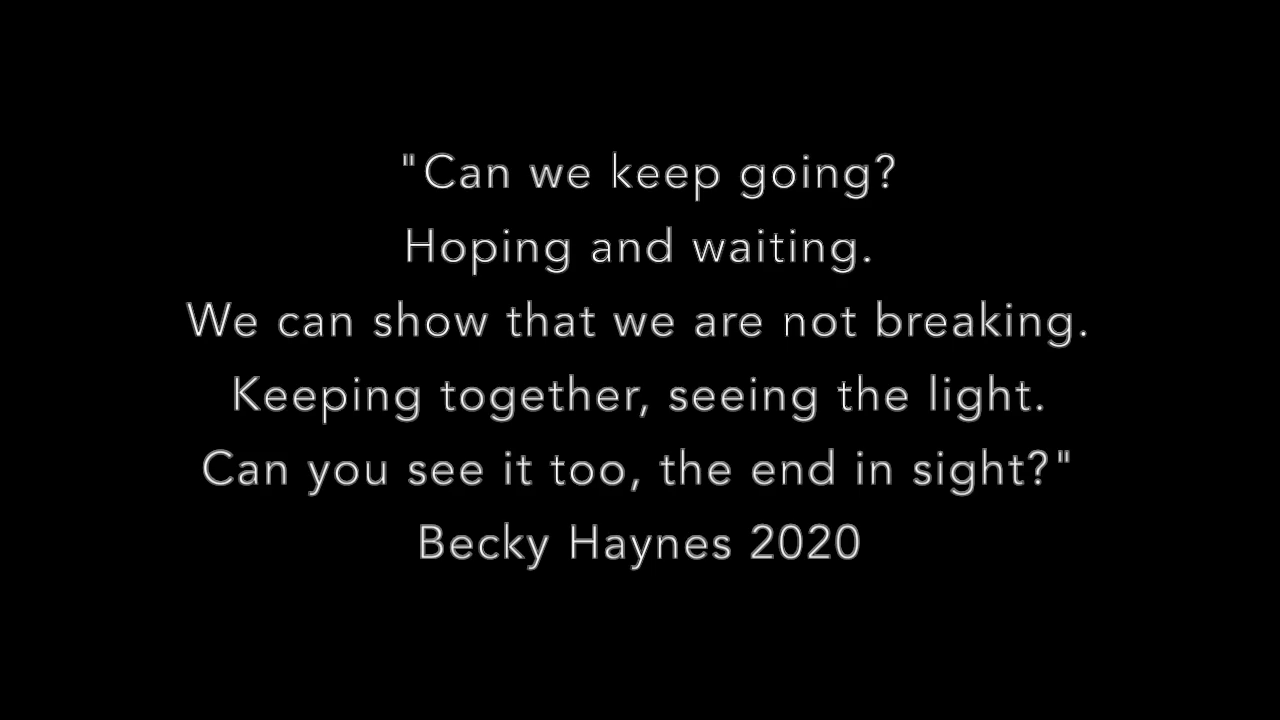 "Can we keep going?
Hoping and waiting.
We can show that we are not breaking.
Keeping together, seeing the light.
Can you see it too, the end in sight?"
Becky Haynes 2020